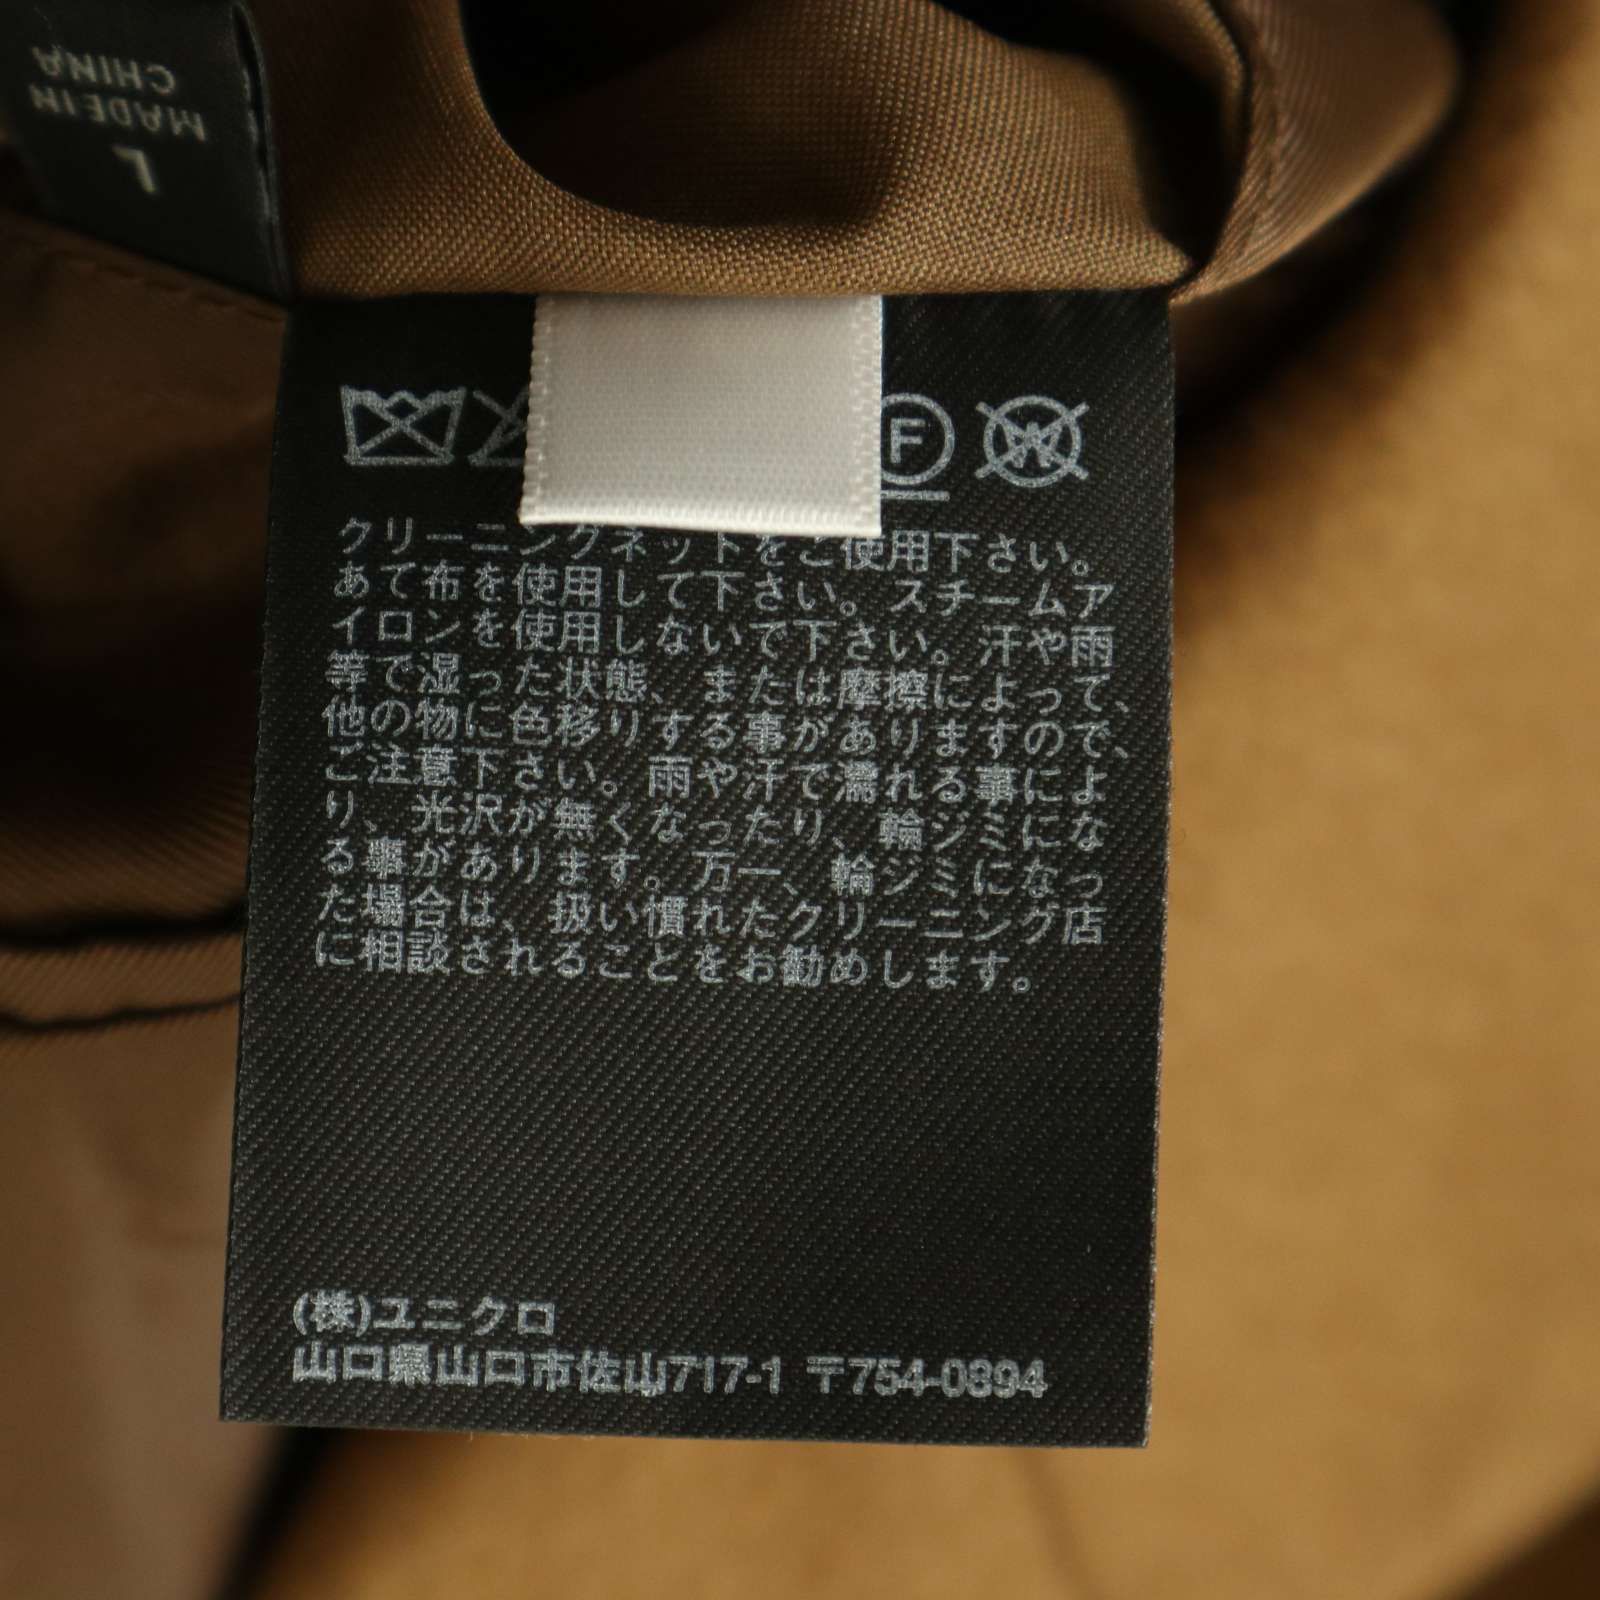 MADE IN
CHINA
L
F
W
クリーニングネットをご使用下さい。
あて布を使用して下さい。スチームア
イロンを使用しないで下さい。汗や雨
等で湿った状態、または摩擦によって、
他の物に色移りする事がありますので、
ご注意下さい。雨や汗で濡れる事によ
り、光沢が無くなったり、輪ジミにな
る事があります。万一、輪ジミになっ
た場合は、扱い慣れたクリーニング店
に相談されることをお勧めします。
(株)ユニクロ
山口県山口市佐山717-1 〒754-0894